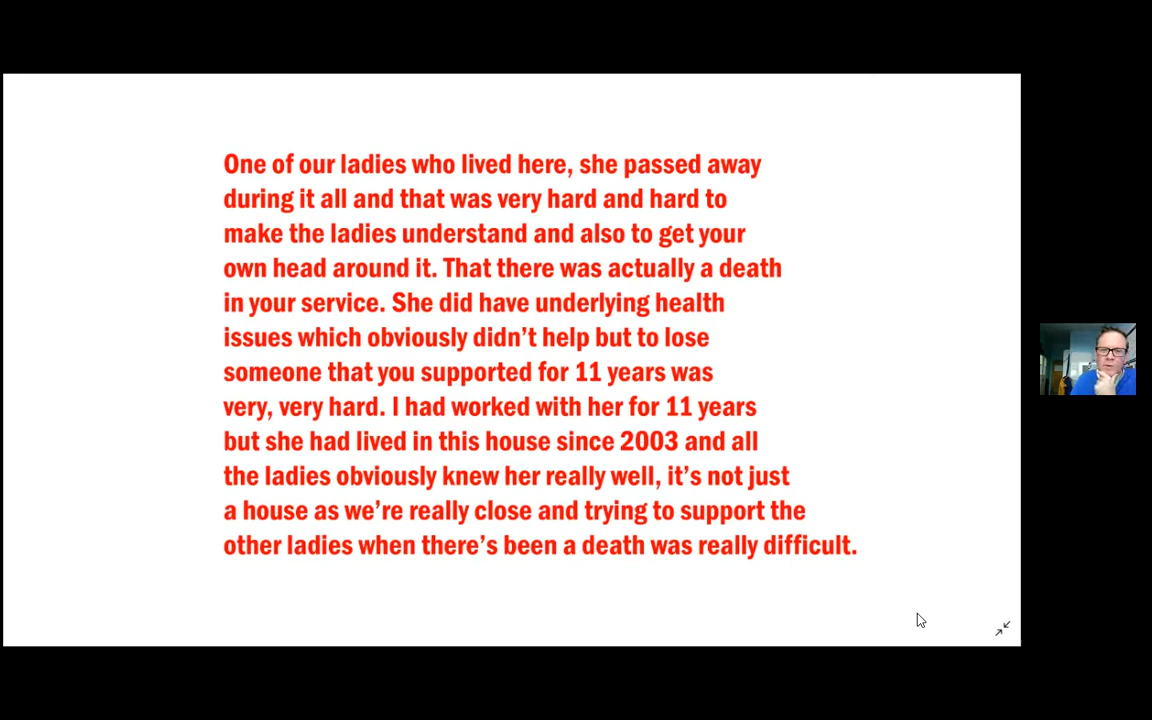 One of our ladies who lived here, she passed away
during it all and that was very hard and hard to
make the ladies understand and also to get your
own head around it. That there was actually a death
in your service. She did have underlying health
issues which obviously didn’t help but to lose
someone that you supported for 11 years was
very, very hard. I had worked with her for 11 years
but she had lived in this house since 2003 and all
the ladies obviously knew her really well, it’s not just
a house as we’re really close and trying to support the
other ladies when there’s been a death was really difficult.